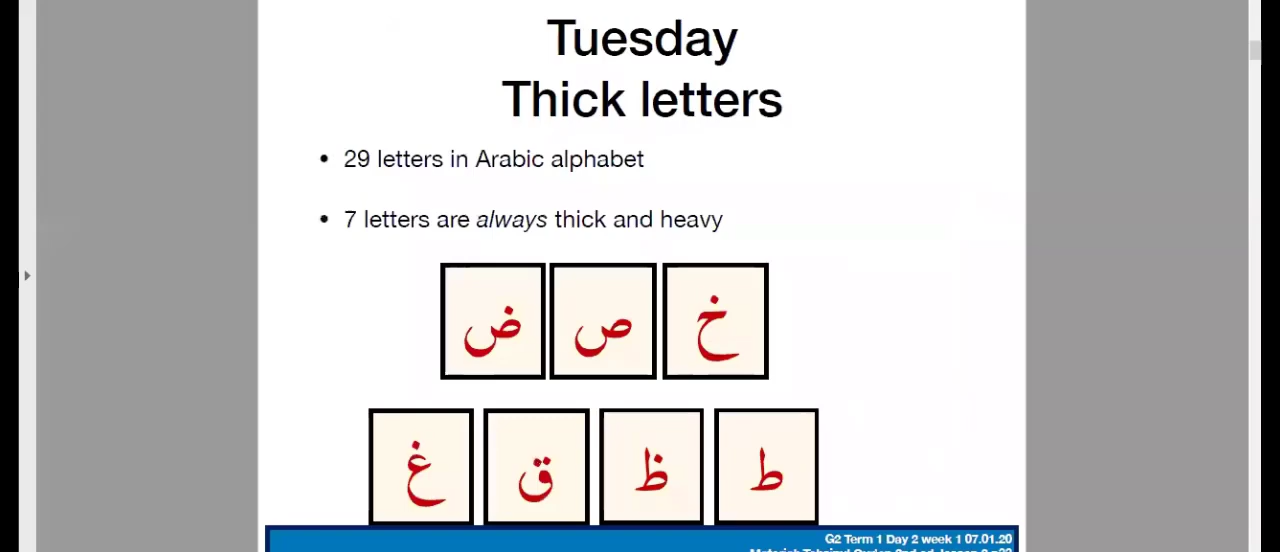 Tuesday
Thick letters
• 29 letters in Arabic alphabet
• 7 letters are always thick and heavy
خ ص ض
ط ظ ق غ
G2 Term 1 Day 2 week 1 07.01.20